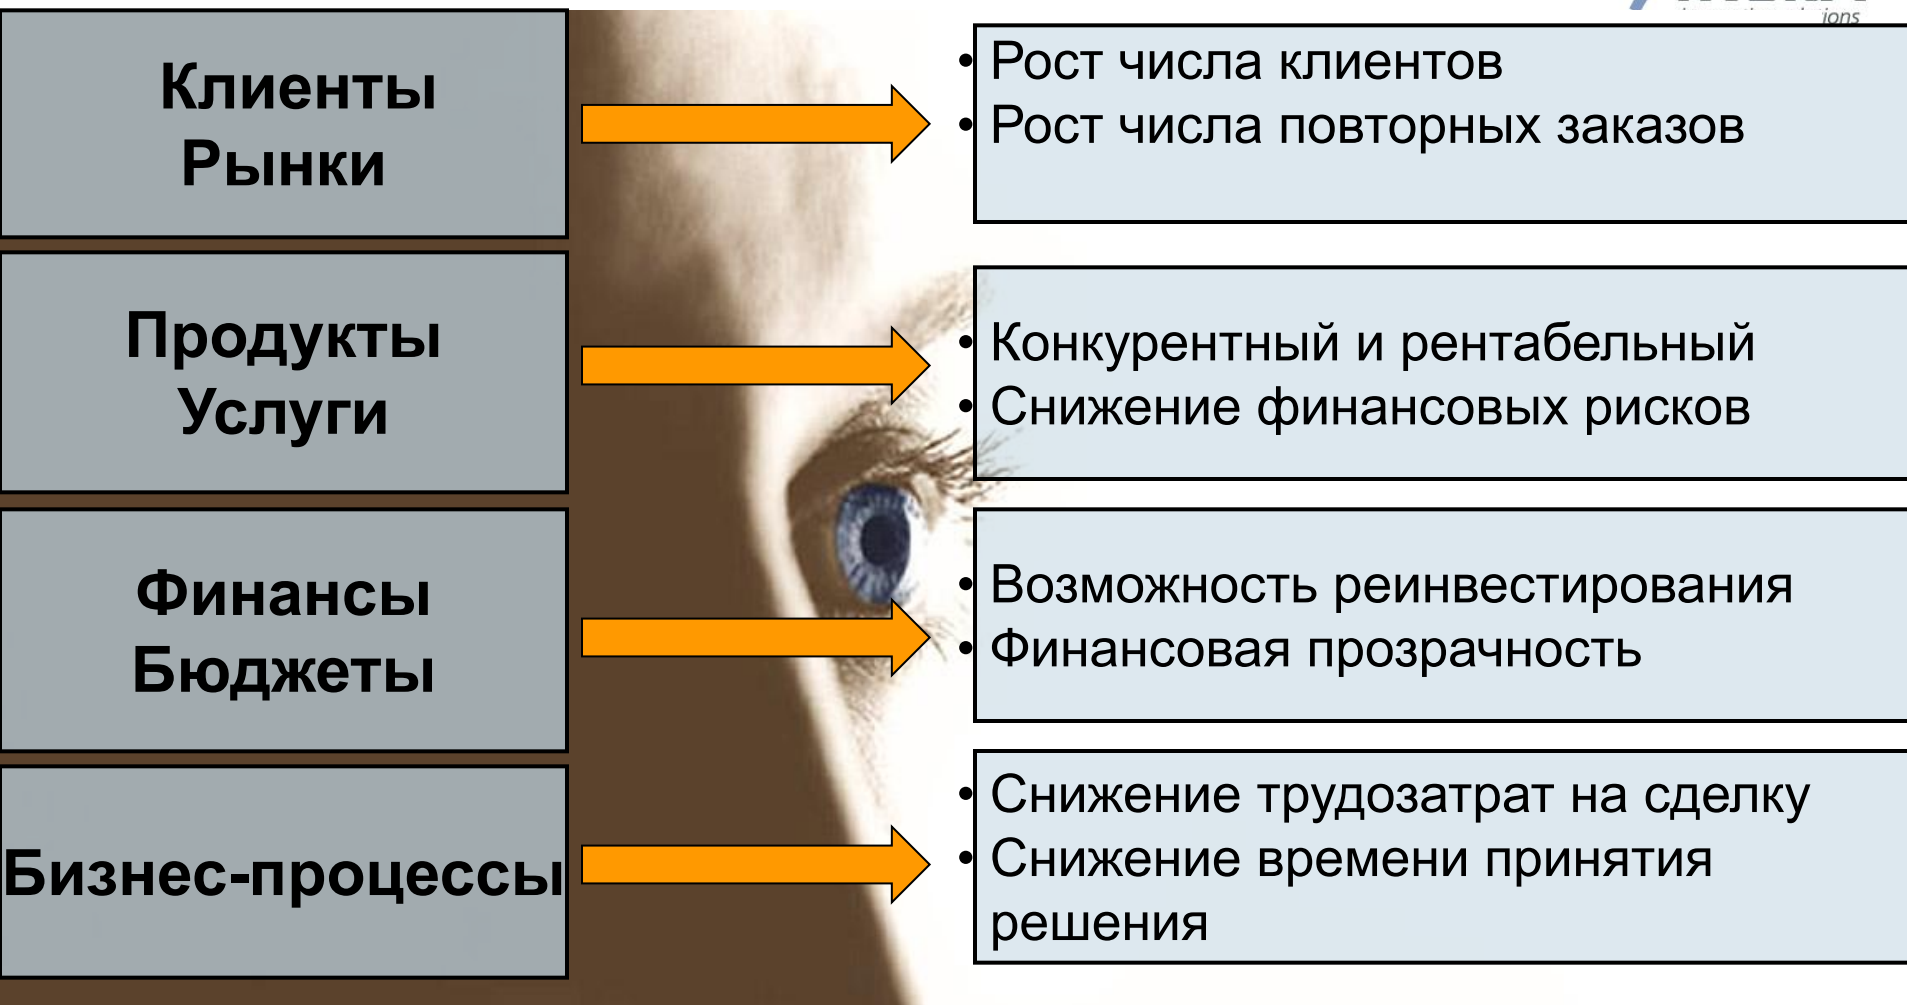 Клиенты
Рынки
• Рост числа клиентов
• Рост числа повторных заказов
Продукты
Услуги
• Конкурентный и рентабельный
• Снижение финансовых рисков
Финансы
Бюджеты
• Возможность реинвестирования
• Финансовая прозрачность
Бизнес-процессы
• Снижение трудозатрат на сделку
• Снижение времени принятия
решения